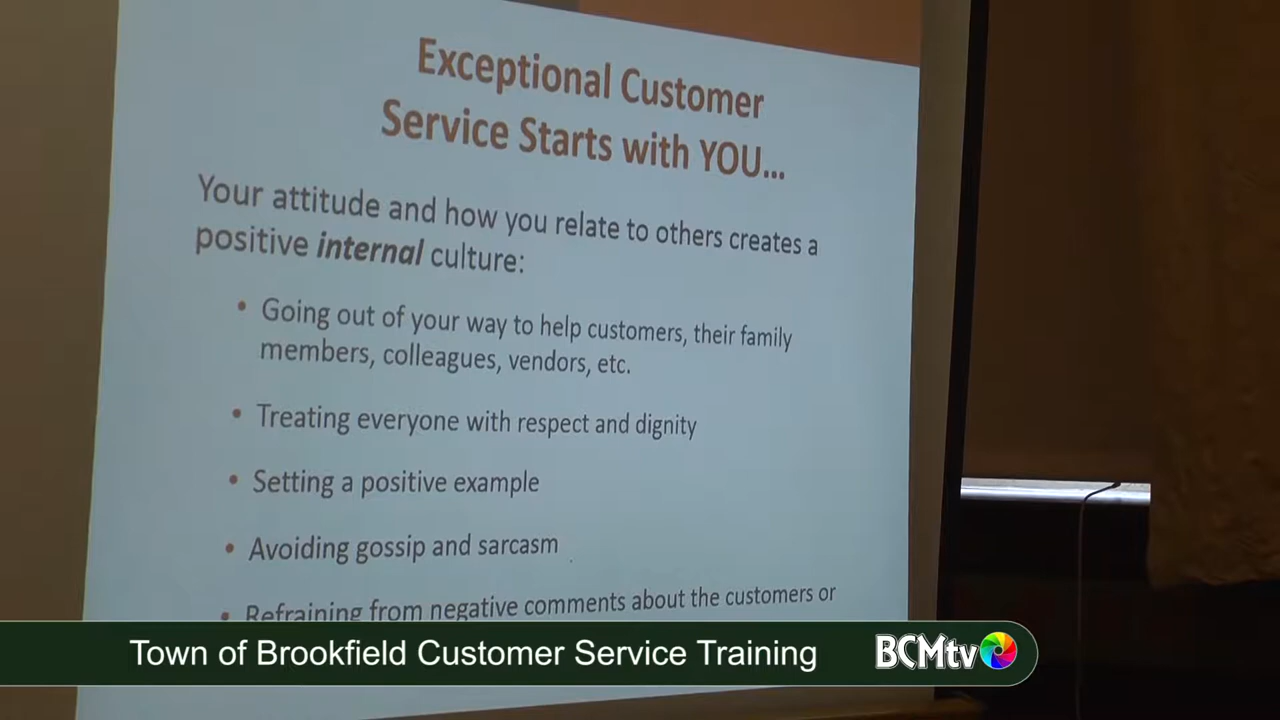 Exceptional Customer
Service Starts with YOU...
Your attitude and how you relate to others creates a
positive internal culture:
• Going out of your way to help customers, their family
members, colleagues, vendors, etc.
• Treating everyone with respect and dignity
• Setting a positive example
• Avoiding gossip and sarcasm
• Refraining from negative comments about the customers or
Town of Brookfield Customer Service Training
BCMtv